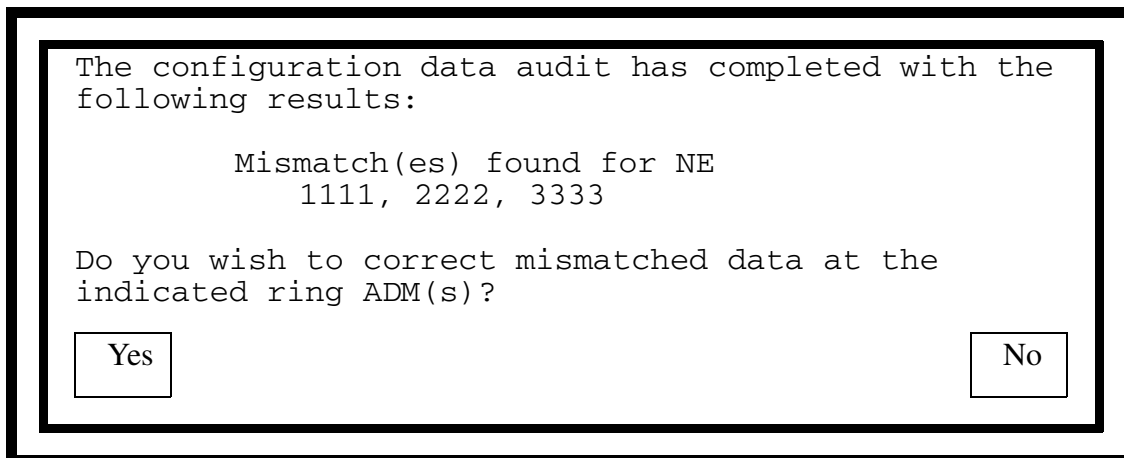 The configuration data audit has completed with the
following results:
Mismatch(es) found for NE
1111, 2222, 3333
Do you wish to correct mismatched data at the
indicated ring ADM(s)?
Yes
No